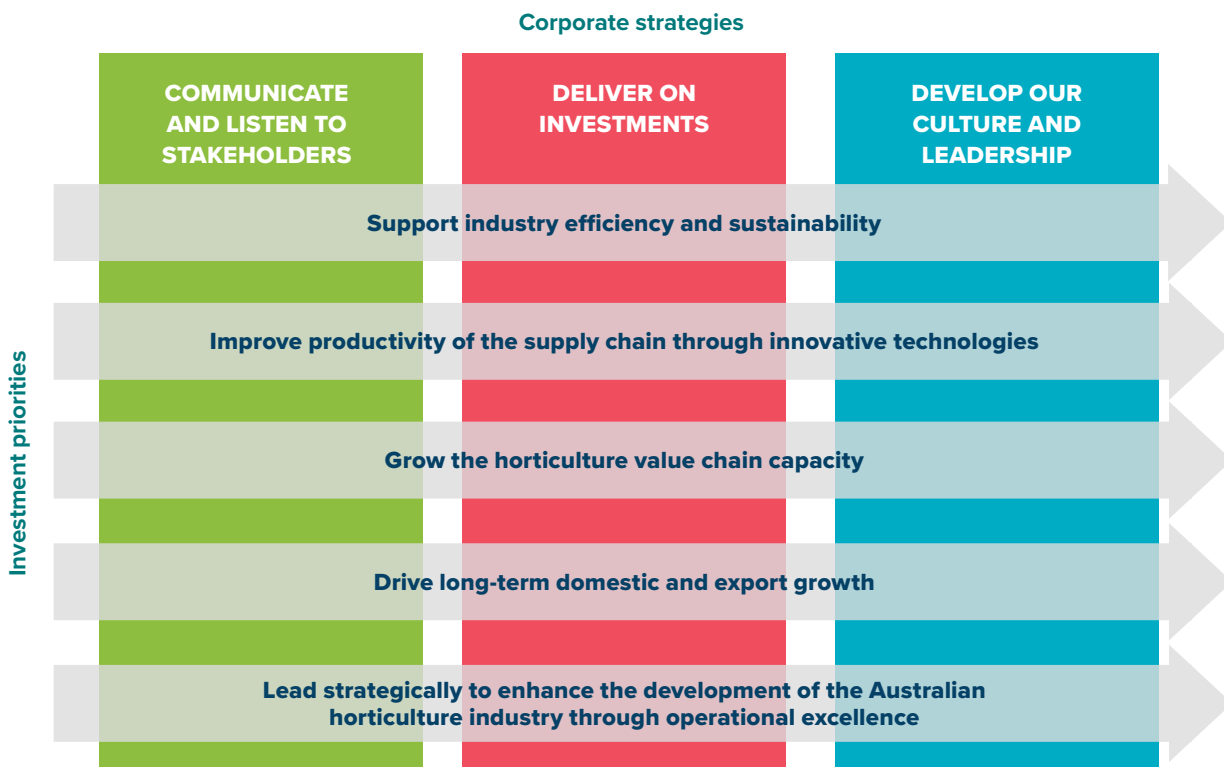 Corporate strategies
COMMUNICATE
AND LISTEN TO
STAKEHOLDERS
DELIVER ON
INVESTMENTS
DEVELOP OUR
CULTURE AND
LEADERSHIP
Investment priorities
Support industry efficiency and sustainability
Improve productivity of the supply chain through innovative technologies
Grow the horticulture value chain capacity
Drive long-term domestic and export growth
Lead strategically to enhance the development of the Australian
horticulture industry through operational excellence